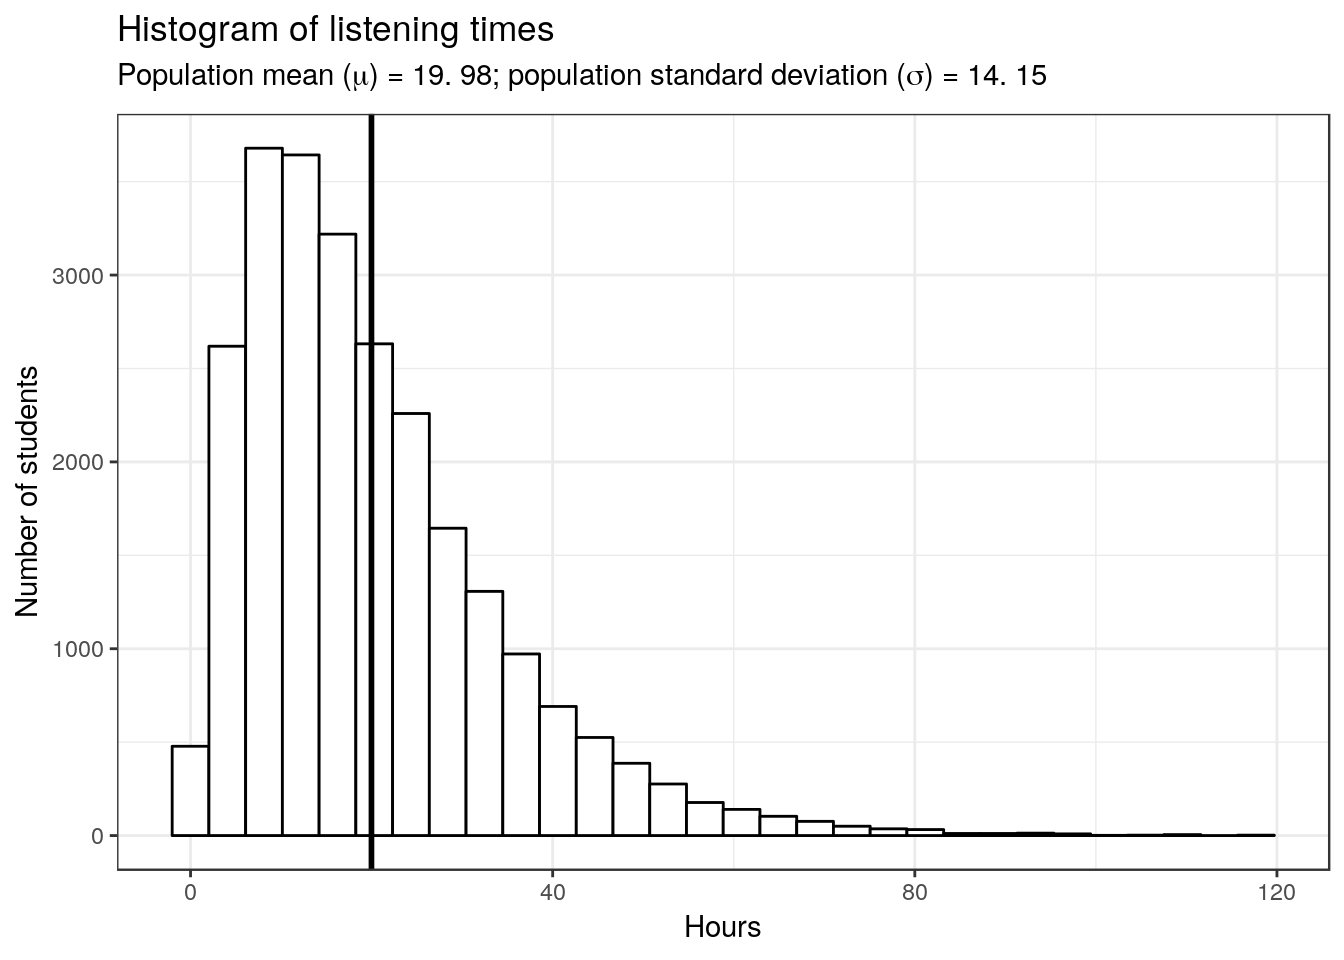 Histogram of listening times
Population mean (μ) = 19. 98; population standard deviation (σ) = 14. 15
3000
2000
1000
0
Number of students
0 40 80 120
Hours